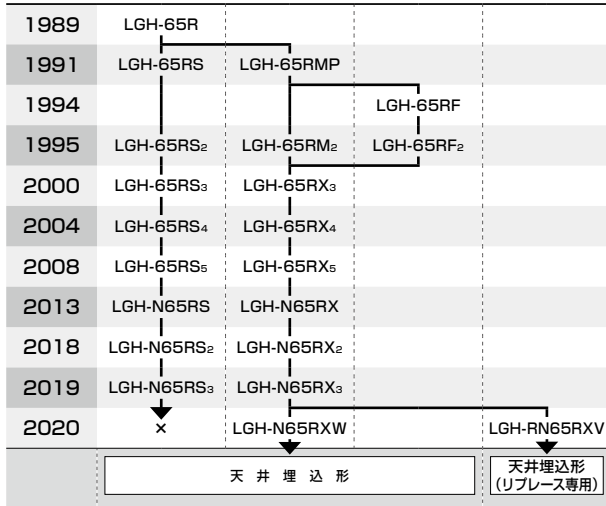 1989 LGH-65R
1991 LGH-65RS LGH-65RMP
1994 LGH-65RF
1995 LGH-65RS2 LGH-65RM2 LGH-65RF2
2000 LGH-65RS3 LGH-65RX3
2004 LGH-65RS4 LGH-65RX4
2008 LGH-65RS5 LGH-65RX5
2013 LGH-N65RS LGH-N65RX
2018 LGH-N65RS2 LGH-N65RX2
2019 LGH-N65RS3 LGH-N65RX3
2020 × LGH-N65RXW LGH-RN65RXV
天井埋込形 天井埋込形
(リプレース専用)